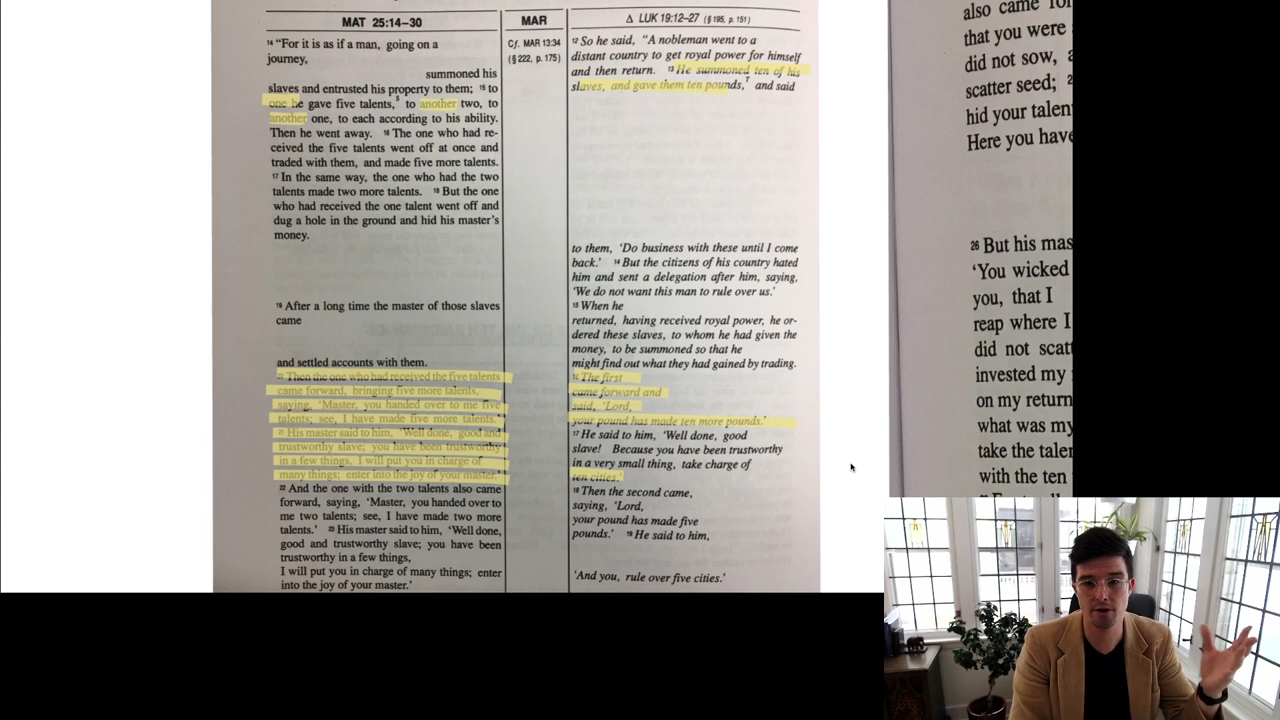 MAT 25:14–30
MAR
Δ LUK 19:12–27 (§ 195, p. 151)
14 “For it is as if a man, going on a
journey,
summoned his
slaves and entrusted his property to them; 15 to
one he gave five talents,s to another two, to
another one, to each according to his ability.
Then he went away. 16 The one who had re-
ceived the five talents went off at once and
traded with them, and made five more talents.
17 In the same way, the one who had the two
talents made two more talents. 18 But the one
who had received the one talent went off and
dug a hole in the ground and hid his master’s
money.
19 After a long time the master of those slaves
came
and settled accounts with them.
20 Then the one who had received the five talents
came forward, bringing five more talents,
saying, ‘Master, you handed over to me five
talents; see, I have made five more talents.’
21 His master said to him, ‘Well done, good and
trustworthy slave; you have been trustworthy
in a few things, I will put you in charge of
many things; enter into the joy of your master.’
22 And the one with the two talents also came
forward, saying, ‘Master, you handed over to
me two talents; see, I have made two more
talents.’ 23 His master said to him, ‘Well done,
good and trustworthy slave; you have been
trustworthy in a few things,
I will put you in charge of many things; enter
into the joy of your master.’
Cf. MAR 13:34
(§ 222, p. 175)
12 So he said, “A nobleman went to a
distant country to get royal power for himself
and then return. 13 He summoned ten of his
slaves, and gave them ten pounds,T and said
to them, ‘Do business with these until I come
back.’ 14 But the citizens of his country hated
him and sent a delegation after him, saying,
‘We do not want this man to rule over us.’
15 When he
returned, having received royal power, he or-
dered these slaves, to whom he had given the
money, to be summoned so that he
might find out what they had gained by trading.
16 The first
came forward and
said, ‘Lord,
your pound has made ten more pounds.’
17 He said to him, ‘Well done, good
slave! Because you have been trustworthy
in a very small thing, take charge of
ten cities.’
18 Then the second came,
saying, ‘Lord,
your pound has made five
pounds.’ 19 He said to him,
‘And you, rule over five cities.’
also came
that you were
did not sow,
scatter seed;
hid your talen
Here you have
26 But his mas
‘You wicked
you, that I
reap where I
did not scatt
invested my
on my return
what was my
take the talen
with the ten